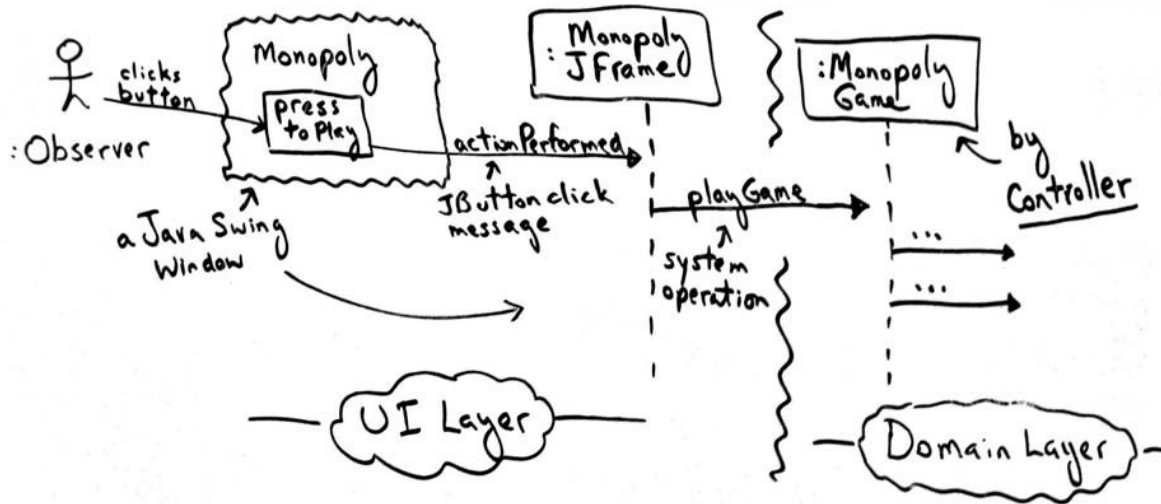 clicks
button
:Observer
Monopoly
press
to Play
a Java Swing
Window
actionPerformed
JButton click
message
Monopoly
: JFrame
playGame
system
operation
:Monopoly
Game
by
Controller
...
...
UI Layer
Domain Layer